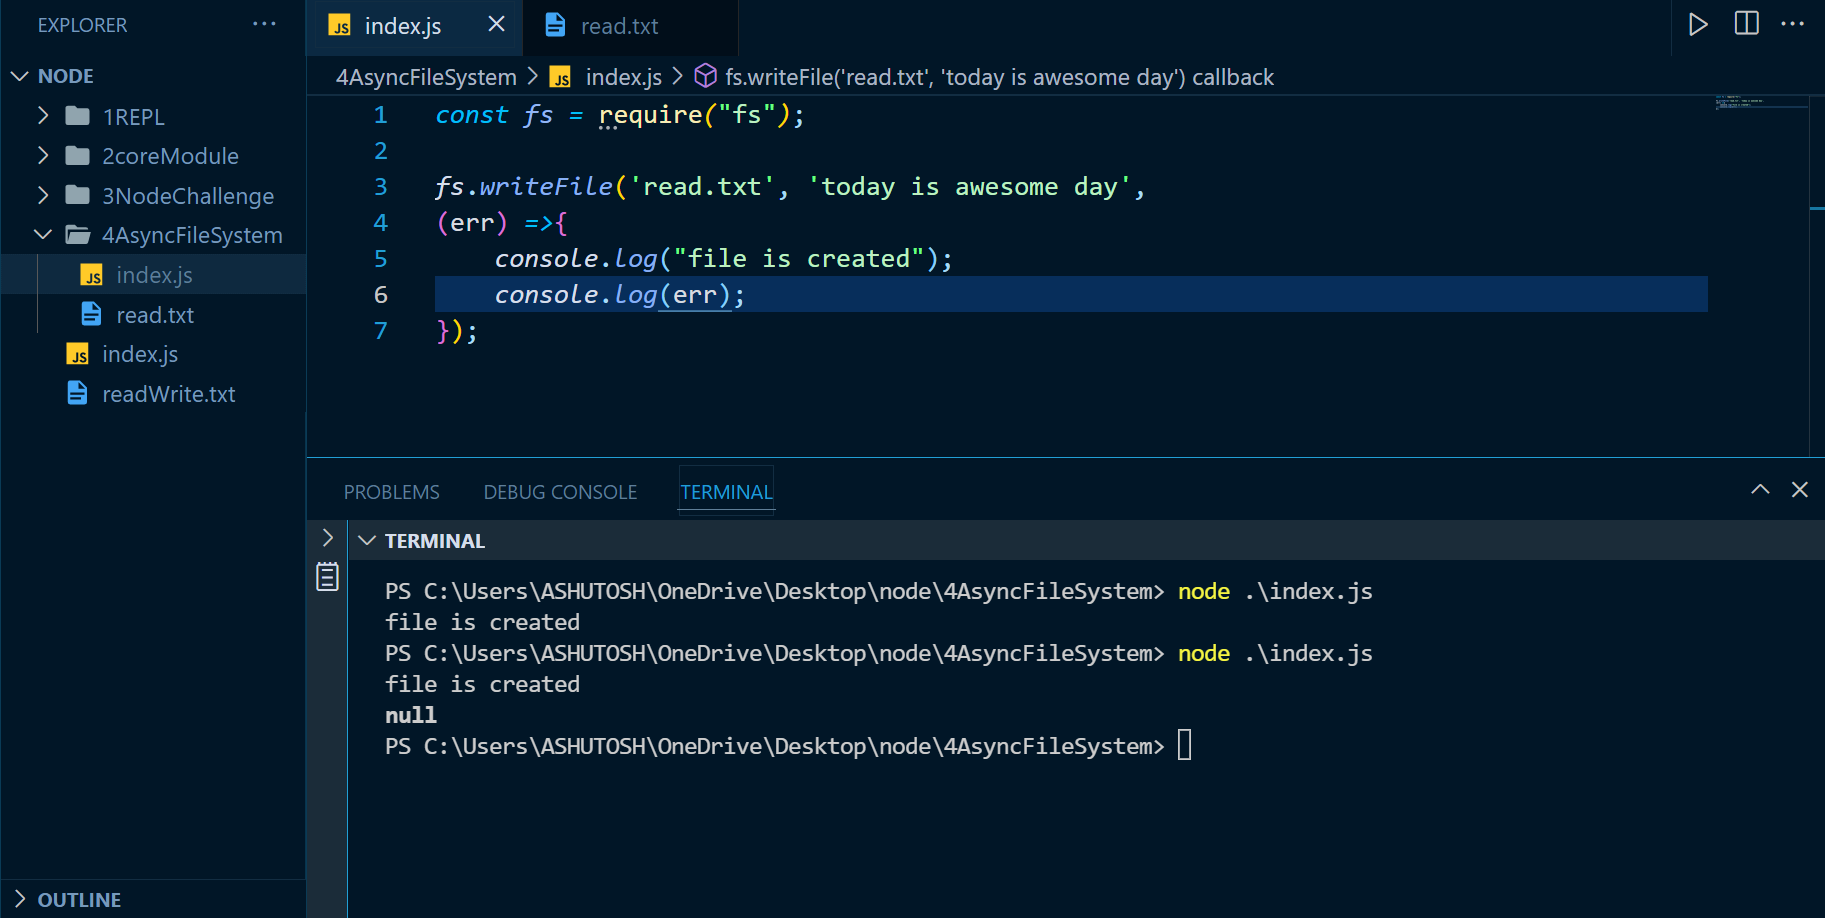 EXPLORER ...
NODE
1REPL
2coreModule
3NodeChallenge
4AsyncFileSystem
JS index.js
read.txt
JS index.js
readWrite.txt
OUTLINE
JS index.js
read.txt
...
4AsyncFileSystem > JS index.js > fs.writeFile('read.txt', 'today is awesome day') callback
1 const fs = require("fs");
2
3 fs.writeFile('read.txt', 'today is awesome day',
4 (err) =>{
5 console.log("file is created");
6 console.log(err);
7 });
PROBLEMS DEBUG CONSOLE TERMINAL
TERMINAL
PS C:\Users\ASHUTOSH\OneDrive\Desktop\node\4AsyncFileSystem> node .\index.js
file is created
PS C:\Users\ASHUTOSH\OneDrive\Desktop\node\4AsyncFileSystem> node .\index.js
file is created
null
PS C:\Users\ASHUTOSH\OneDrive\Desktop\node\4AsyncFileSystem>